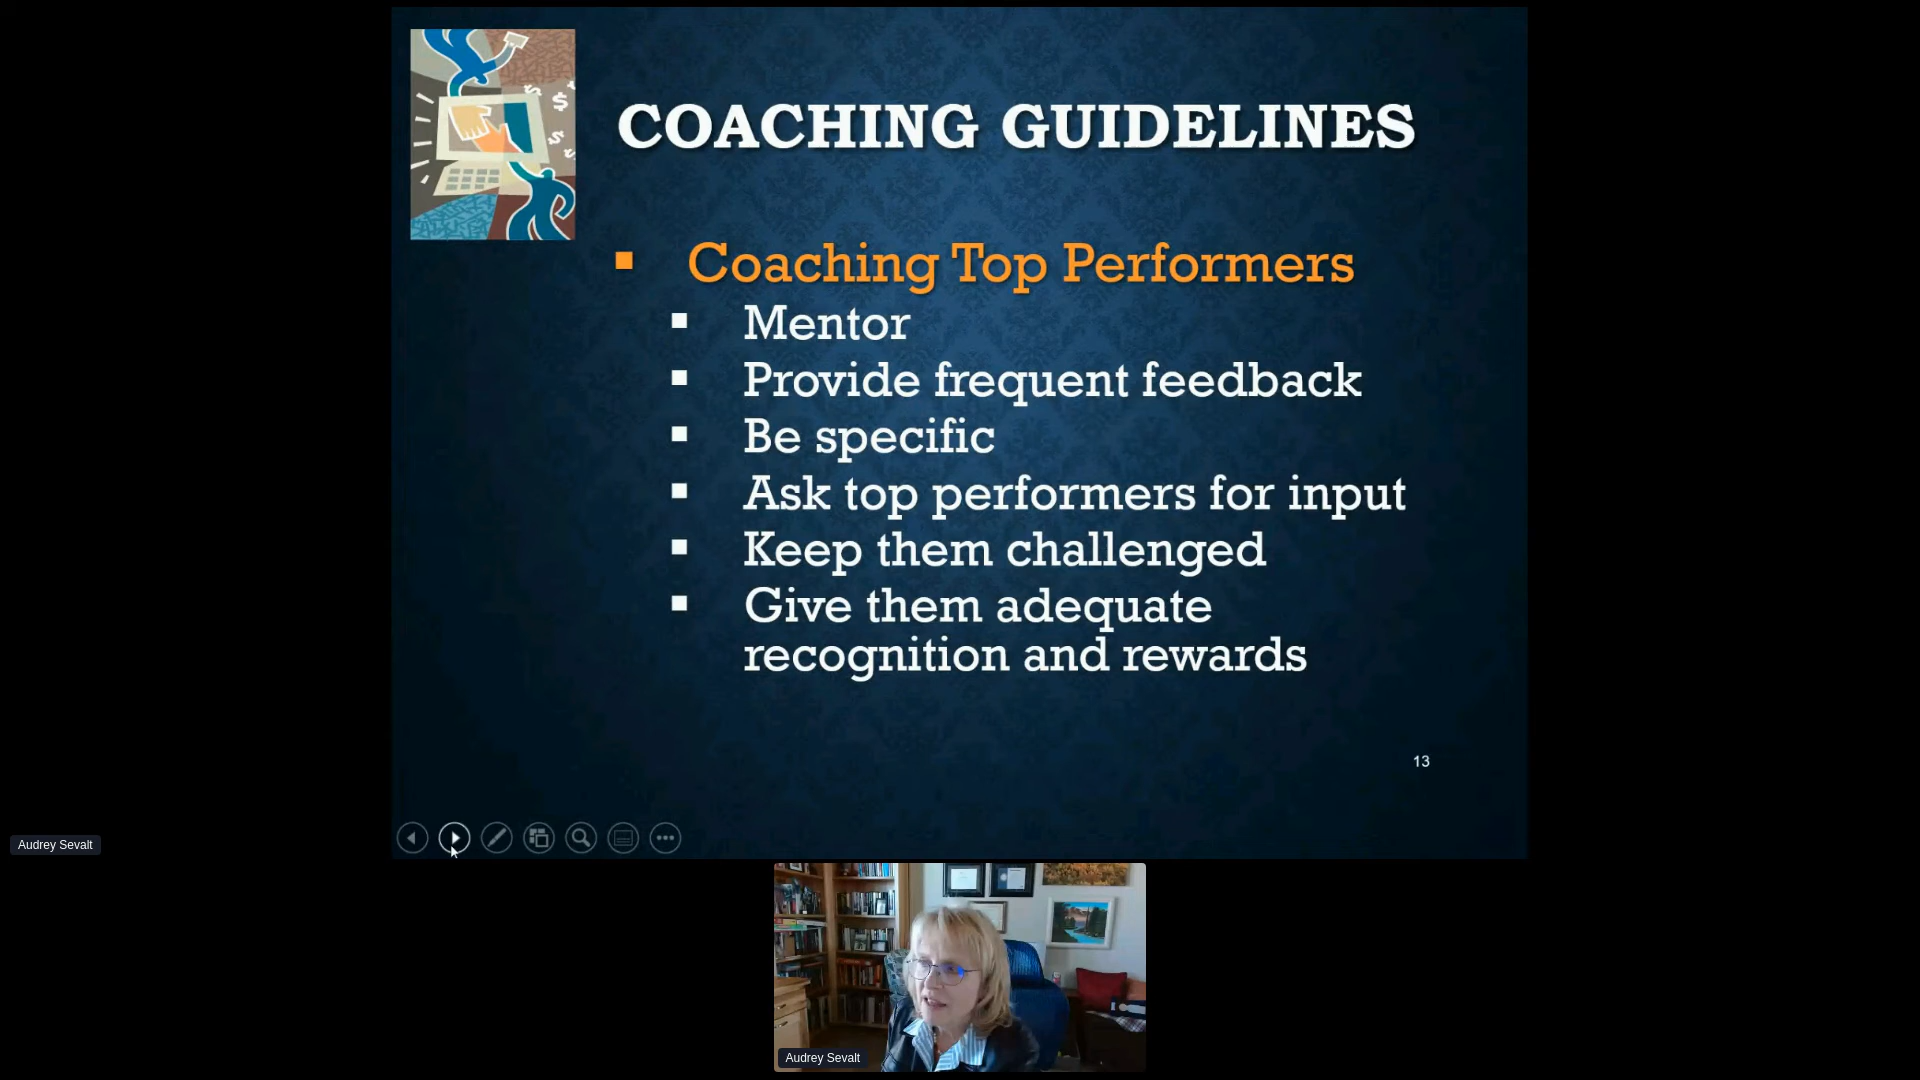 COACHING GUIDELINES
Coaching Top Performers
Mentor
Provide frequent feedback
Be specific
Ask top performers for input
Keep them challenged
Give them adequate
recognition and rewards
13
Audrey Sevalt
Audrey Sevalt